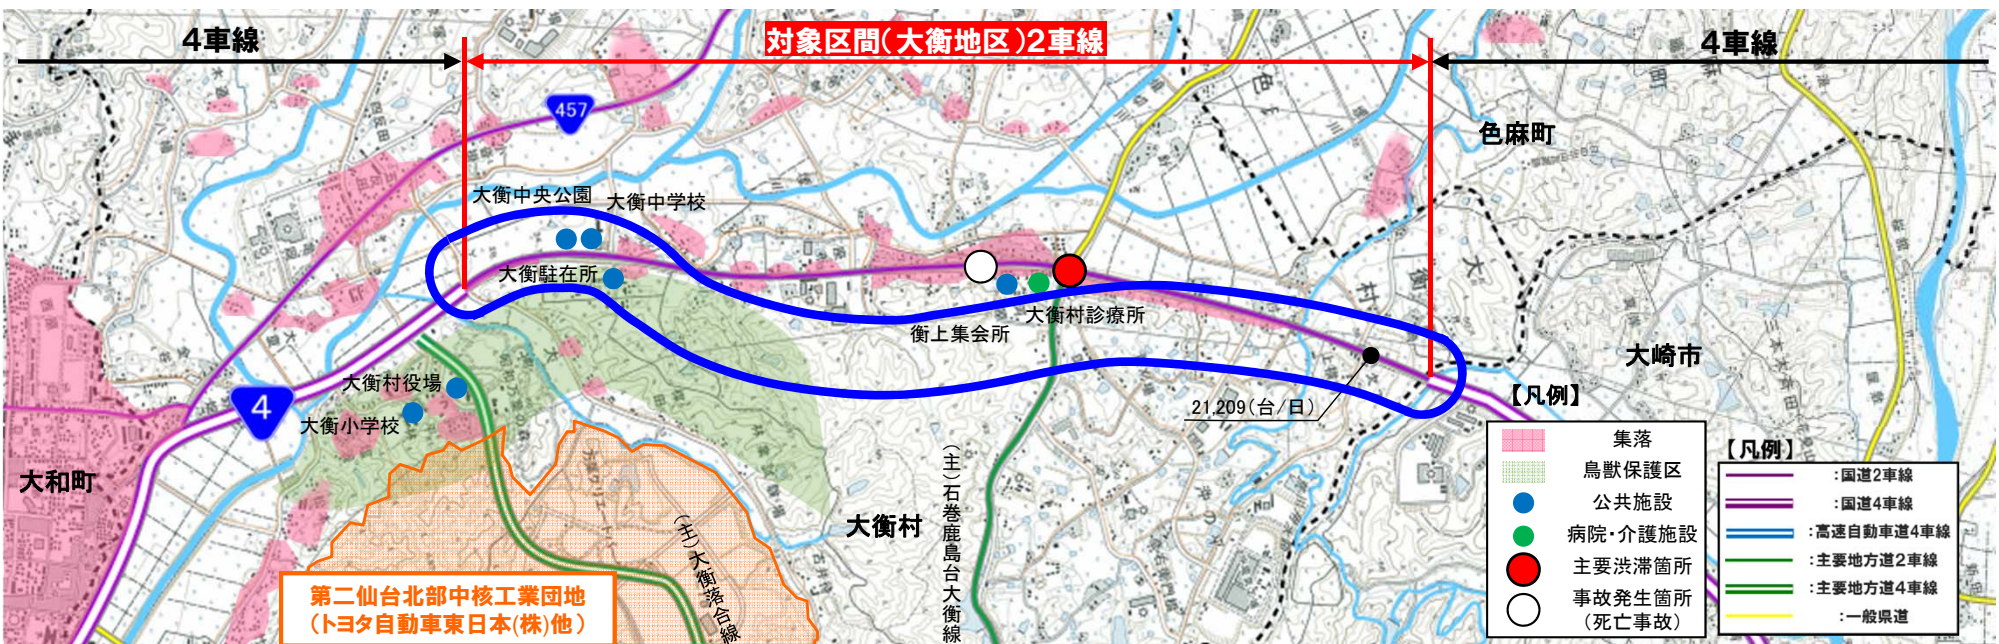 4車線
対象区間(大衡地区)2車線
4車線
457
色麻町
大衡中央公園
大衡中学校
大衡駐在所
衡上集会所
大衡村診療所
大崎市
大衡村役場
4
大衡小学校
21,209(台/日)
大和町
大衡村
(主)石巻鹿島台大衡線
(主)大衡落合線
第二仙台北部中核工業団地
(トヨタ自動車東日本(株)他)
【凡例】
集落
鳥獣保護区
公共施設
病院・介護施設
主要渋滞箇所
事故発生箇所
(死亡事故)
【凡例】
:国道2車線
:国道4車線
:高速自動車道4車線
:主要地方道2車線
:主要地方道4車線
:一般県道